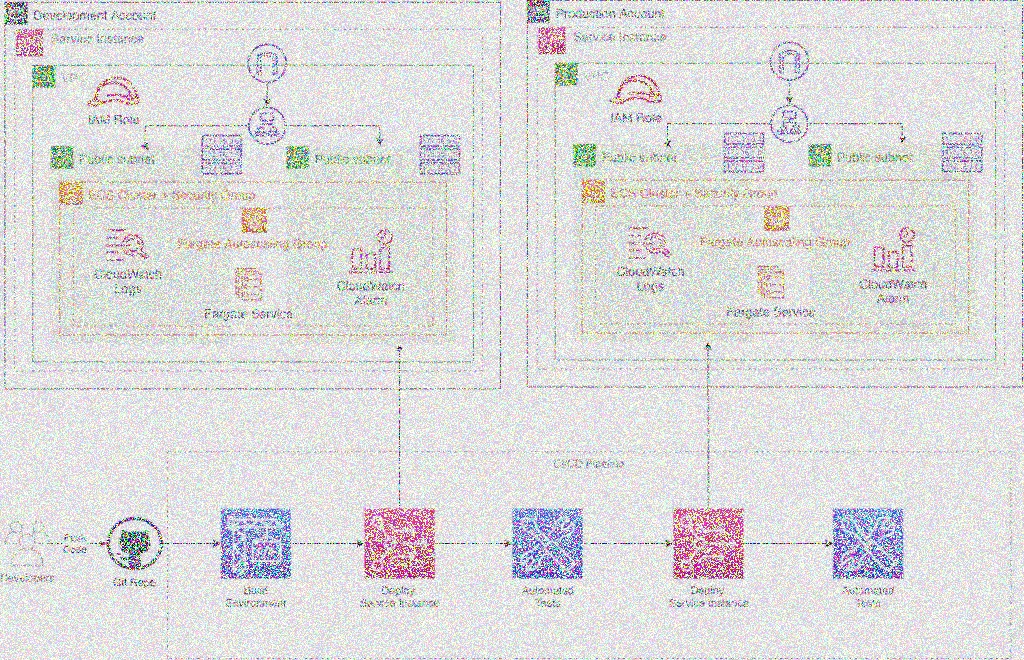 Development Account
Service Instance
VPC
IAM Role
Public subnet
Public subnet
ECS Cluster + Security Group
Fargate Autoscaling Group
CloudWatch
Logs
CloudWatch
Alarm
Fargate Service
Production Account
Service Instance
VPC
IAM Role
Public subnet
Public subnet
ECS Cluster + Security Group
Fargate Autoscaling Group
CloudWatch
Logs
CloudWatch
Alarm
Fargate Service
CI/CD Pipeline
Developers
Push
Code
Git Repo
Build
Environment
Deploy
Service Instance
Automated
Tests
Deploy
Service Instance
Automated
Tests